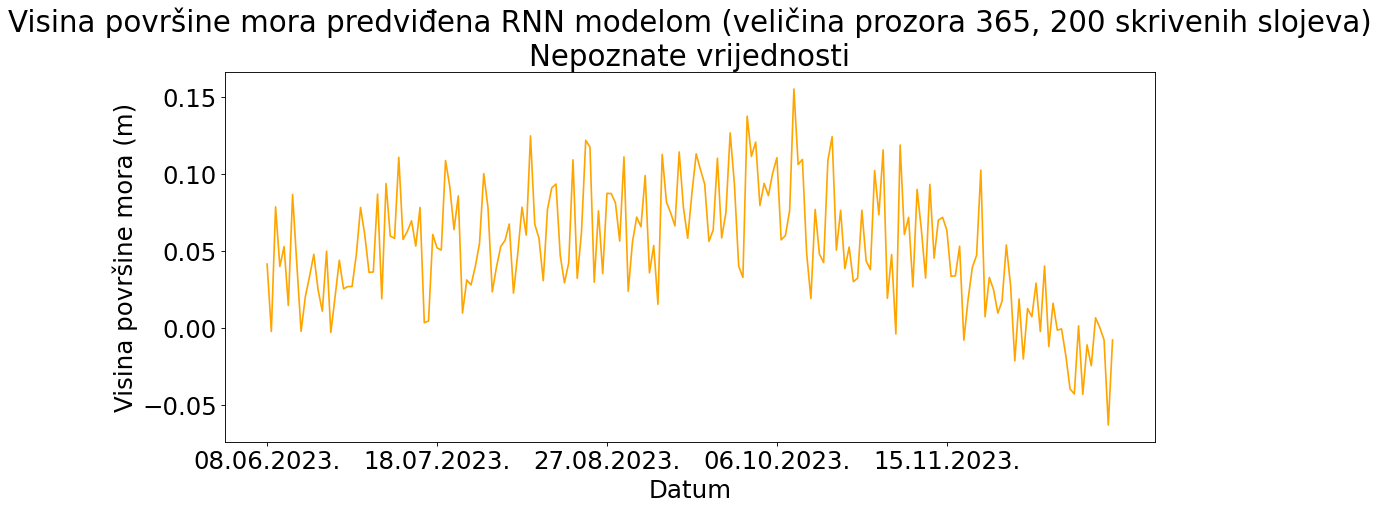 Visina površine mora predviđena RNN modelom (veličina prozora 365, 200 skrivenih slojeva)
Nepoznate vrijednosti
Visina površine mora (m)
0.15
0.10
0.05
0.00
−0.05
08.06.2023. 18.07.2023. 27.08.2023. 06.10.2023. 15.11.2023.
Datum